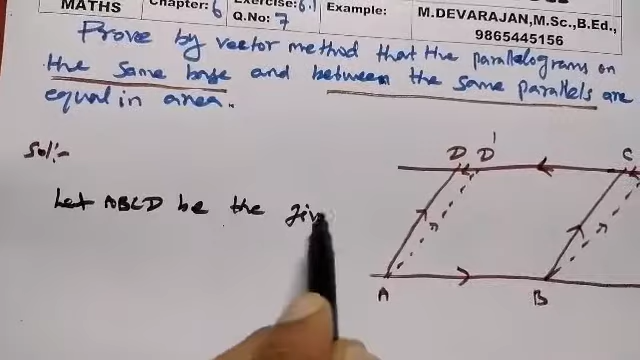 MATHS
Chapter: 6
Exercise: 6.1
Q.No: 7
Example:
M.DEVARAJAN,M.Sc.,B.Ed.,
9865445156
Prove by vector method that the parallelograms on
the same base and between the same parallels are
equal in area.
Sol:-
D D' C
Let ABCD be the giv
A B